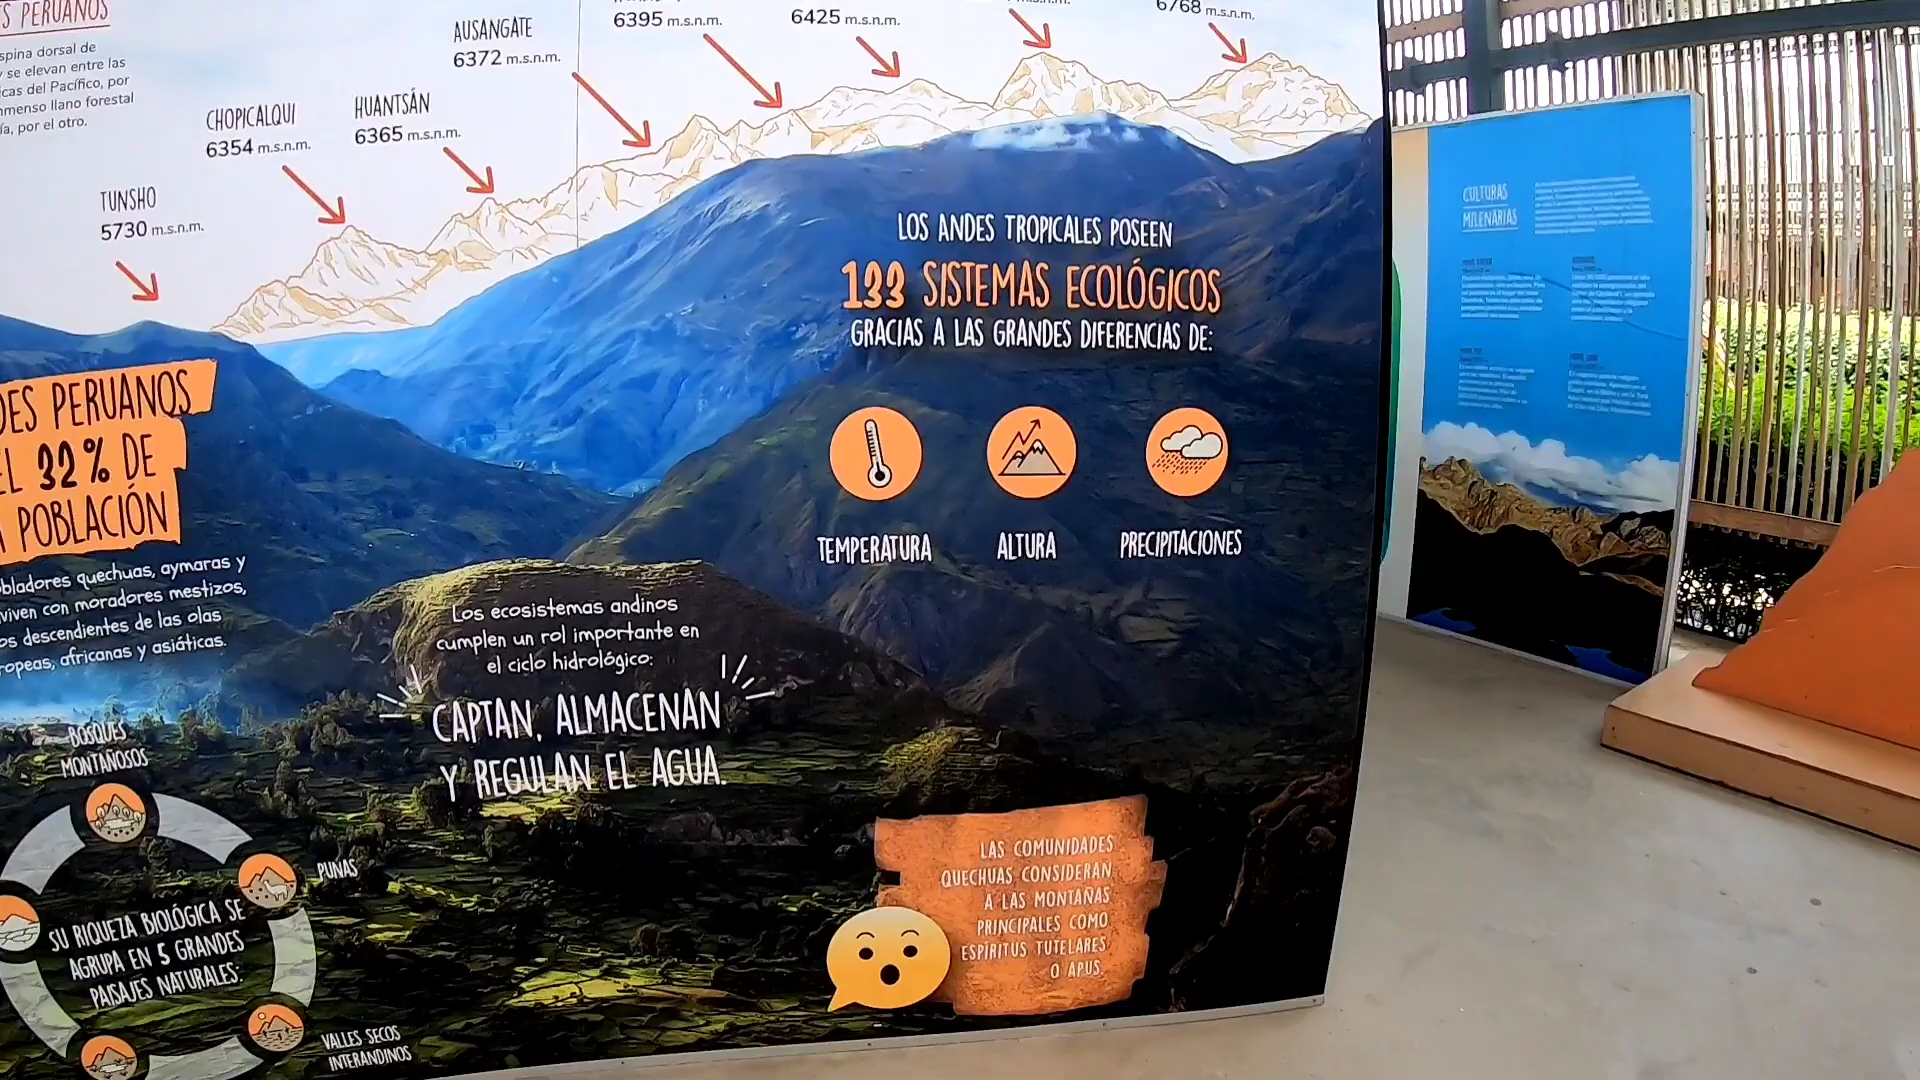 S PERUANOS
spina dorsal de
y se elevan entre las
cas del Pacífico, por
nmenso llano forestal
ía, por el otro.
TUNSHO
5730 m.s.n.m.
CHOPICALQUI
6354 m.s.n.m.
HUANTSÁN
6365 m.s.n.m.
AUSANGATE
6372 m.s.n.m.
6395 m.s.n.m.
6425 m.s.n.m.
6768 m.s.n.m.
LOS ANDES TROPICALES POSEEN
133 SISTEMAS ECOLÓGICOS
GRACIAS A LAS GRANDES DIFERENCIAS DE:
TEMPERATURA
ALTURA
PRECIPITACIONES
DES PERUANOS
EL 32% DE
A POBLACIÓN
obladores quechuas, aymaras y
viven con moradores mestizos,
os descendientes de las olas
ropeas, africanas y asiáticas.
Los ecosistemas andinos
cumplen un rol importante en
el ciclo hidrológico:
CAPTAN, ALMACENAN
Y REGULAN EL AGUA.
BOSQUES
MONTAÑOSOS
PUNAS
SU RIQUEZA BIOLÓGICA SE
AGRUPA EN 5 GRANDES
PAISAJES NATURALES:
VALLES SECOS
INTERANDINOS
LAS COMUNIDADES
QUECHUAS CONSIDERAN
A LAS MONTAÑAS
PRINCIPALES COMO
ESPÍRITUS TUTELARES
O APUS.
CULTURAS
MILENARIAS